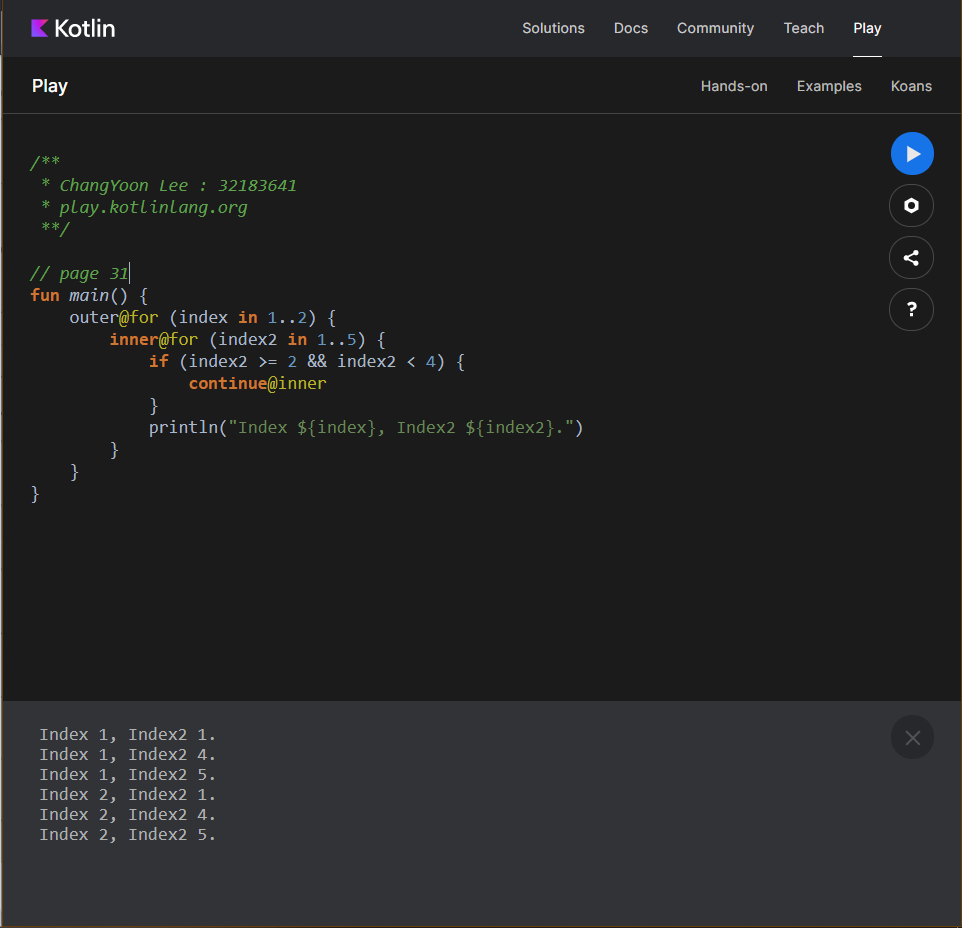 Kotlin
Solutions Docs Community Teach Play
Play
Hands-on Examples Koans
/**
 * ChangYoon Lee : 32183641
 * play.kotlinlang.org
 **/
// page 31
fun main() {
    outer@for (index in 1..2) {
        inner@for (index2 in 1..5) {
            if (index2 >= 2 && index2 < 4) {
                continue@inner
            }
            println("Index ${index}, Index2 ${index2}.")
        }
    }
}
?
Index 1, Index2 1.
Index 1, Index2 4.
Index 1, Index2 5.
Index 2, Index2 1.
Index 2, Index2 4.
Index 2, Index2 5.